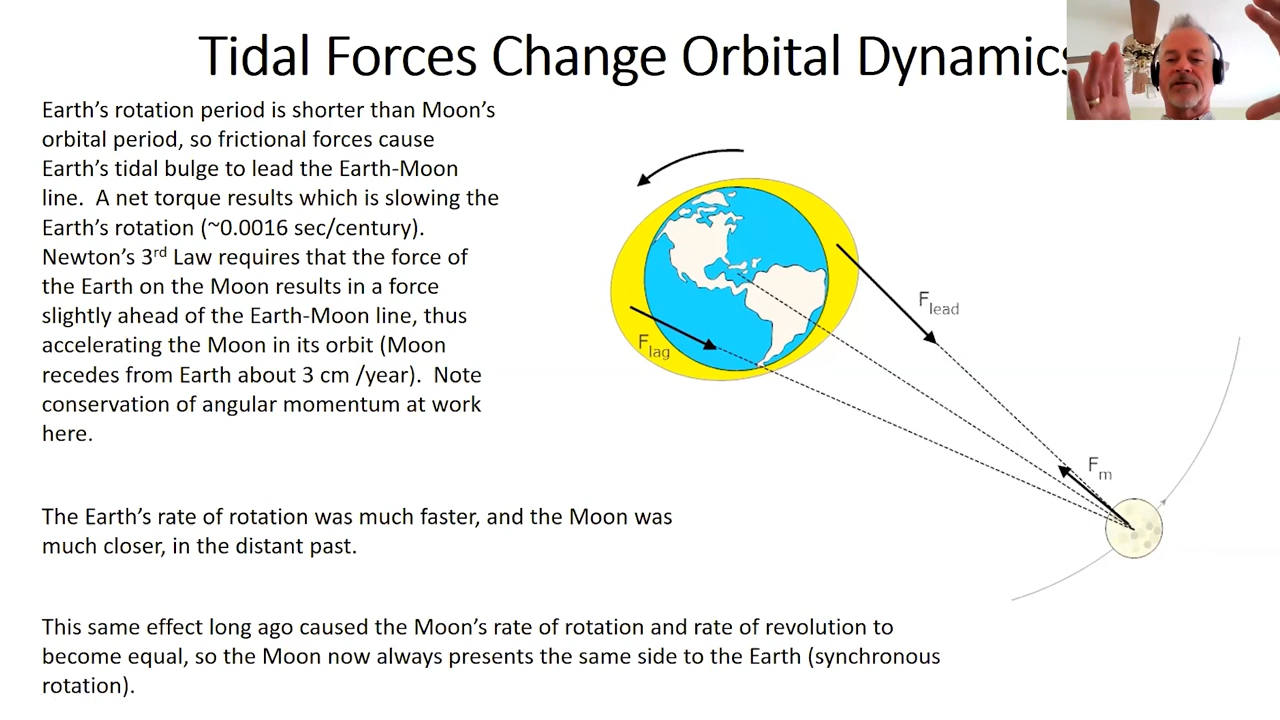 Tidal Forces Change Orbital Dynamics
Earth's rotation period is shorter than Moon's
orbital period, so frictional forces cause
Earth's tidal bulge to lead the Earth-Moon
line.  A net torque results which is slowing the
Earth's rotation (~0.0016 sec/century).
Newton's 3rd Law requires that the force of
the Earth on the Moon results in a force
slightly ahead of the Earth-Moon line, thus
accelerating the Moon in its orbit (Moon
recedes from Earth about 3 cm /year).  Note
conservation of angular momentum at work
here.
F lead
F lag
F m
The Earth's rate of rotation was much faster, and the Moon was
much closer, in the distant past.
This same effect long ago caused the Moon's rate of rotation and rate of revolution to
become equal, so the Moon now always presents the same side to the Earth (synchronous
rotation).